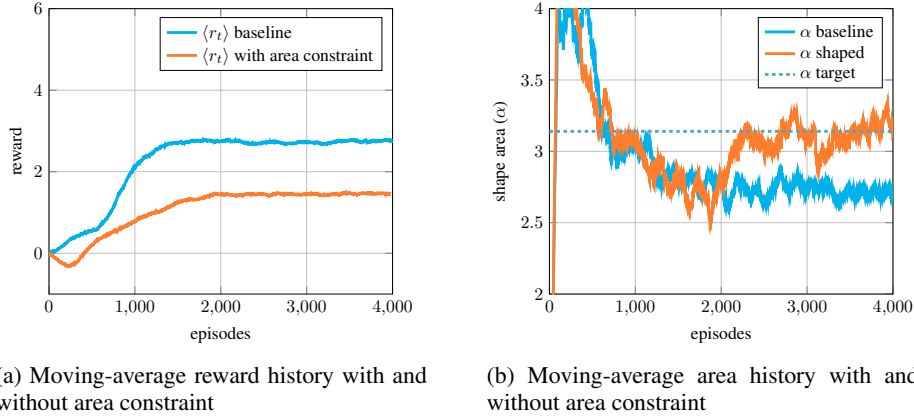 6
4
2
0
reward
0
1,000
2,000
3,000
4,000
episodes
⟨r_t⟩ baseline
⟨r_t⟩ with area constraint
(a) Moving-average reward history with and
without area constraint
4
3.5
3
2.5
2
shape area (α)
0
1,000
2,000
3,000
4,000
episodes
α baseline
α shaped
α target
(b) Moving-average area history with and
without area constraint